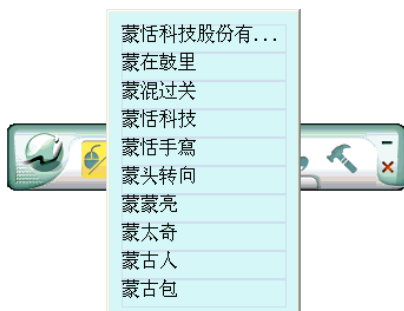 蒙恬科技股份有...
蒙在鼓里
蒙混过关
蒙恬科技
蒙恬手寫
蒙头转向
蒙蒙亮
蒙太奇
蒙古人
蒙古包